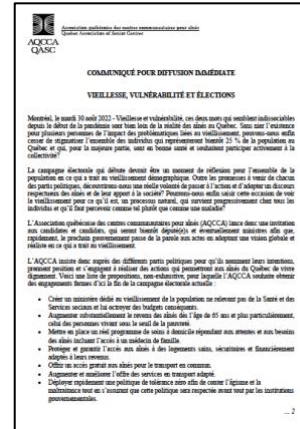 Association québécoise des centres communautaires pour aînés
Quebec Association of Senior Centres
AQCCA
QASC
COMMUNIQUÉ POUR DIFFUSION IMMÉDIATE
VIEILLESSE, VULNÉRABILITÉ ET ÉLECTIONS
Montréal, le mardi 30 août 2022 - Vieillesse et vulnérabilité, ces deux mots qui semblent indissociables
depuis le début de la pandémie sont bien loin de la réalité des aînés au Québec. Sans nier l'existence
pour plusieurs personnes de l'impact des problématiques liées au vieillissement, pouvons-nous enfin
cesser de stigmatiser l'ensemble des individus qui représenteront bientôt 25 % de la population au
Québec et qui, pour la majeure partie, sont en bonne santé et souhaitent participer activement à la
collectivité?
La campagne électorale qui débute devrait être un moment de réflexion pour l'ensemble de la
population en ce qui a trait au vieillissement démographique. Outre les promesses à venir de chacun
des partis politiques, découvrirons-nous une réelle volonté de passer à l'action et d'adopter un discours
respectueux des aînés et de leur apport à la société? Pourrons-nous enfin saisir cette occasion de voir
le vieillissement pour ce qu'il est, un processus naturel, qui survient progressivement chez tous les
individus et qu'il finit percevoir comme tel plutôt que comme une maladie?
L'Association québécoise des centres communautaires pour aînés (AQCCA) lance donc une invitation
aux candidates et candidats, qui seront bientôt député(e)s et éventuellement ministres afin que,
rapidement, le prochain gouvernement passe de la parole aux actes en adoptant une vision globale et
réaliste en ce qui a trait au vieillissement.
L'AQCCA insiste donc auprès des différents partis politiques pour qu'ils nomment leurs intentions,
prennent position et s'engagent à réaliser des actions qui permettront aux aînés du Québec de vivre
dignement. Voici une liste de propositions, non-exhaustive, pour laquelle l'AQCCA souhaite obtenir
des engagements fermes d'ici la fin de la campagne électorale actuelle :
• Créer un ministère dédié au vieillissement de la population ne relevant pas de la Santé et des
Services sociaux et lui octroyer des budgets conséquents.
• Augmenter substantiellement le revenu des aînés dès l'âge de 65 ans et plus particulièrement,
celui des personnes vivant sous le seuil de la pauvreté.
• Mettre en place un réel programme de soins à domicile répondant aux attentes et aux besoins
des aînés incluant l'accès à un médecin de famille.
• Protéger et garantir l'accès aux aînés à des logements sains, sécuritaires et financièrement
adaptés à leurs revenus.
• Offrir un accès gratuit aux aînés pour le transport en commun.
• Augmenter et améliorer l'offre des services en transport adapté.
• Déployer rapidement une politique de tolérance zéro afin de contrer l'âgisme et la
maltraitance tout en s'assurant que cette politique sera respectée avant tout par les institutions
gouvernementales.
... 2